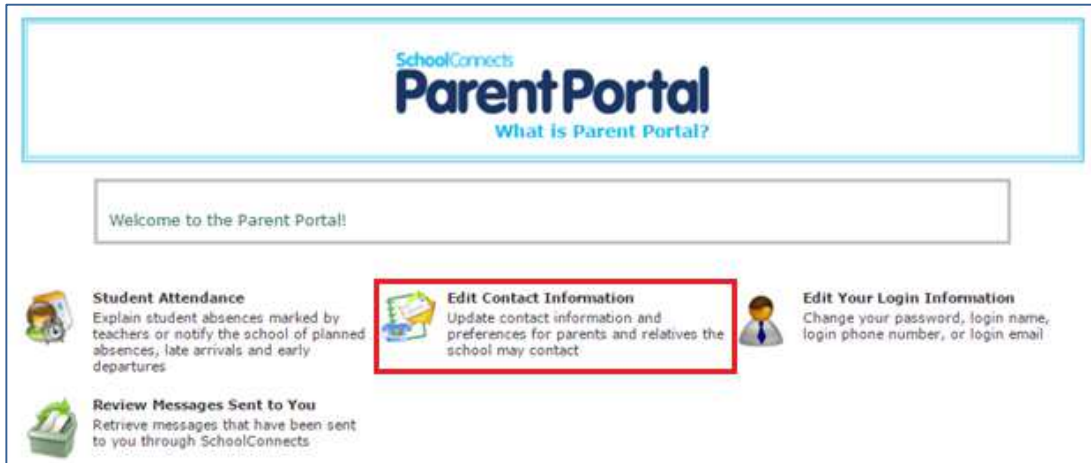 SchoolConnects
Parent Portal
What is Parent Portal?
Welcome to the Parent Portal!
Student Attendance
Explain student absences marked by
teachers or notify the school of planned
absences, late arrivals and early
departures
Edit Contact Information
Update contact information and
preferences for parents and relatives the
school may contact
Edit Your Login Information
Change your password, login name,
login phone number, or login email
Review Messages Sent to You
Retrieve messages that have been sent
to you through SchoolConnects